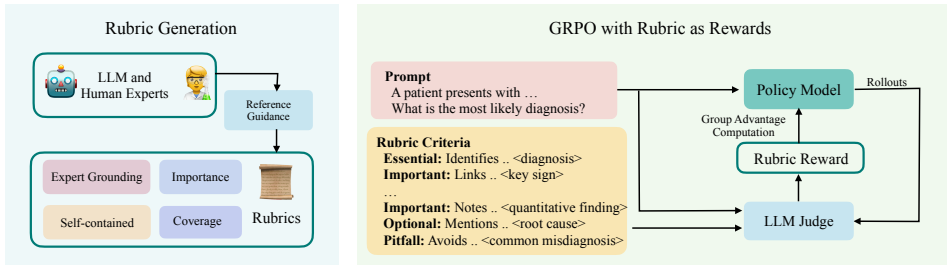 Rubric Generation
LLM and
Human Experts
Reference
Guidance
Expert Grounding
Importance
Self-contained
Coverage
Rubrics
GRPO with Rubric as Rewards
Prompt
A patient presents with …
What is the most likely diagnosis?
Rubric Criteria
Essential: Identifies .. <diagnosis>
Important: Links .. <key sign>
…
Important: Notes .. <quantitative finding>
Optional: Mentions .. <root cause>
Pitfall: Avoids .. <common misdiagnosis>
Policy Model
Rollouts
Group Advantage
Computation
Rubric Reward
LLM Judge